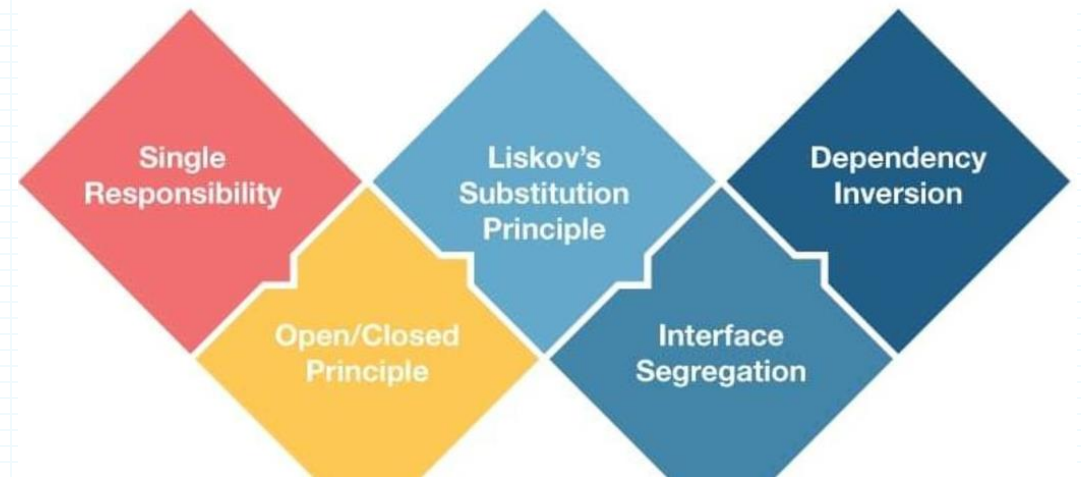 Single
Responsibility
Open/Closed
Principle
Liskov's
Substitution
Principle
Interface
Segregation
Dependency
Inversion